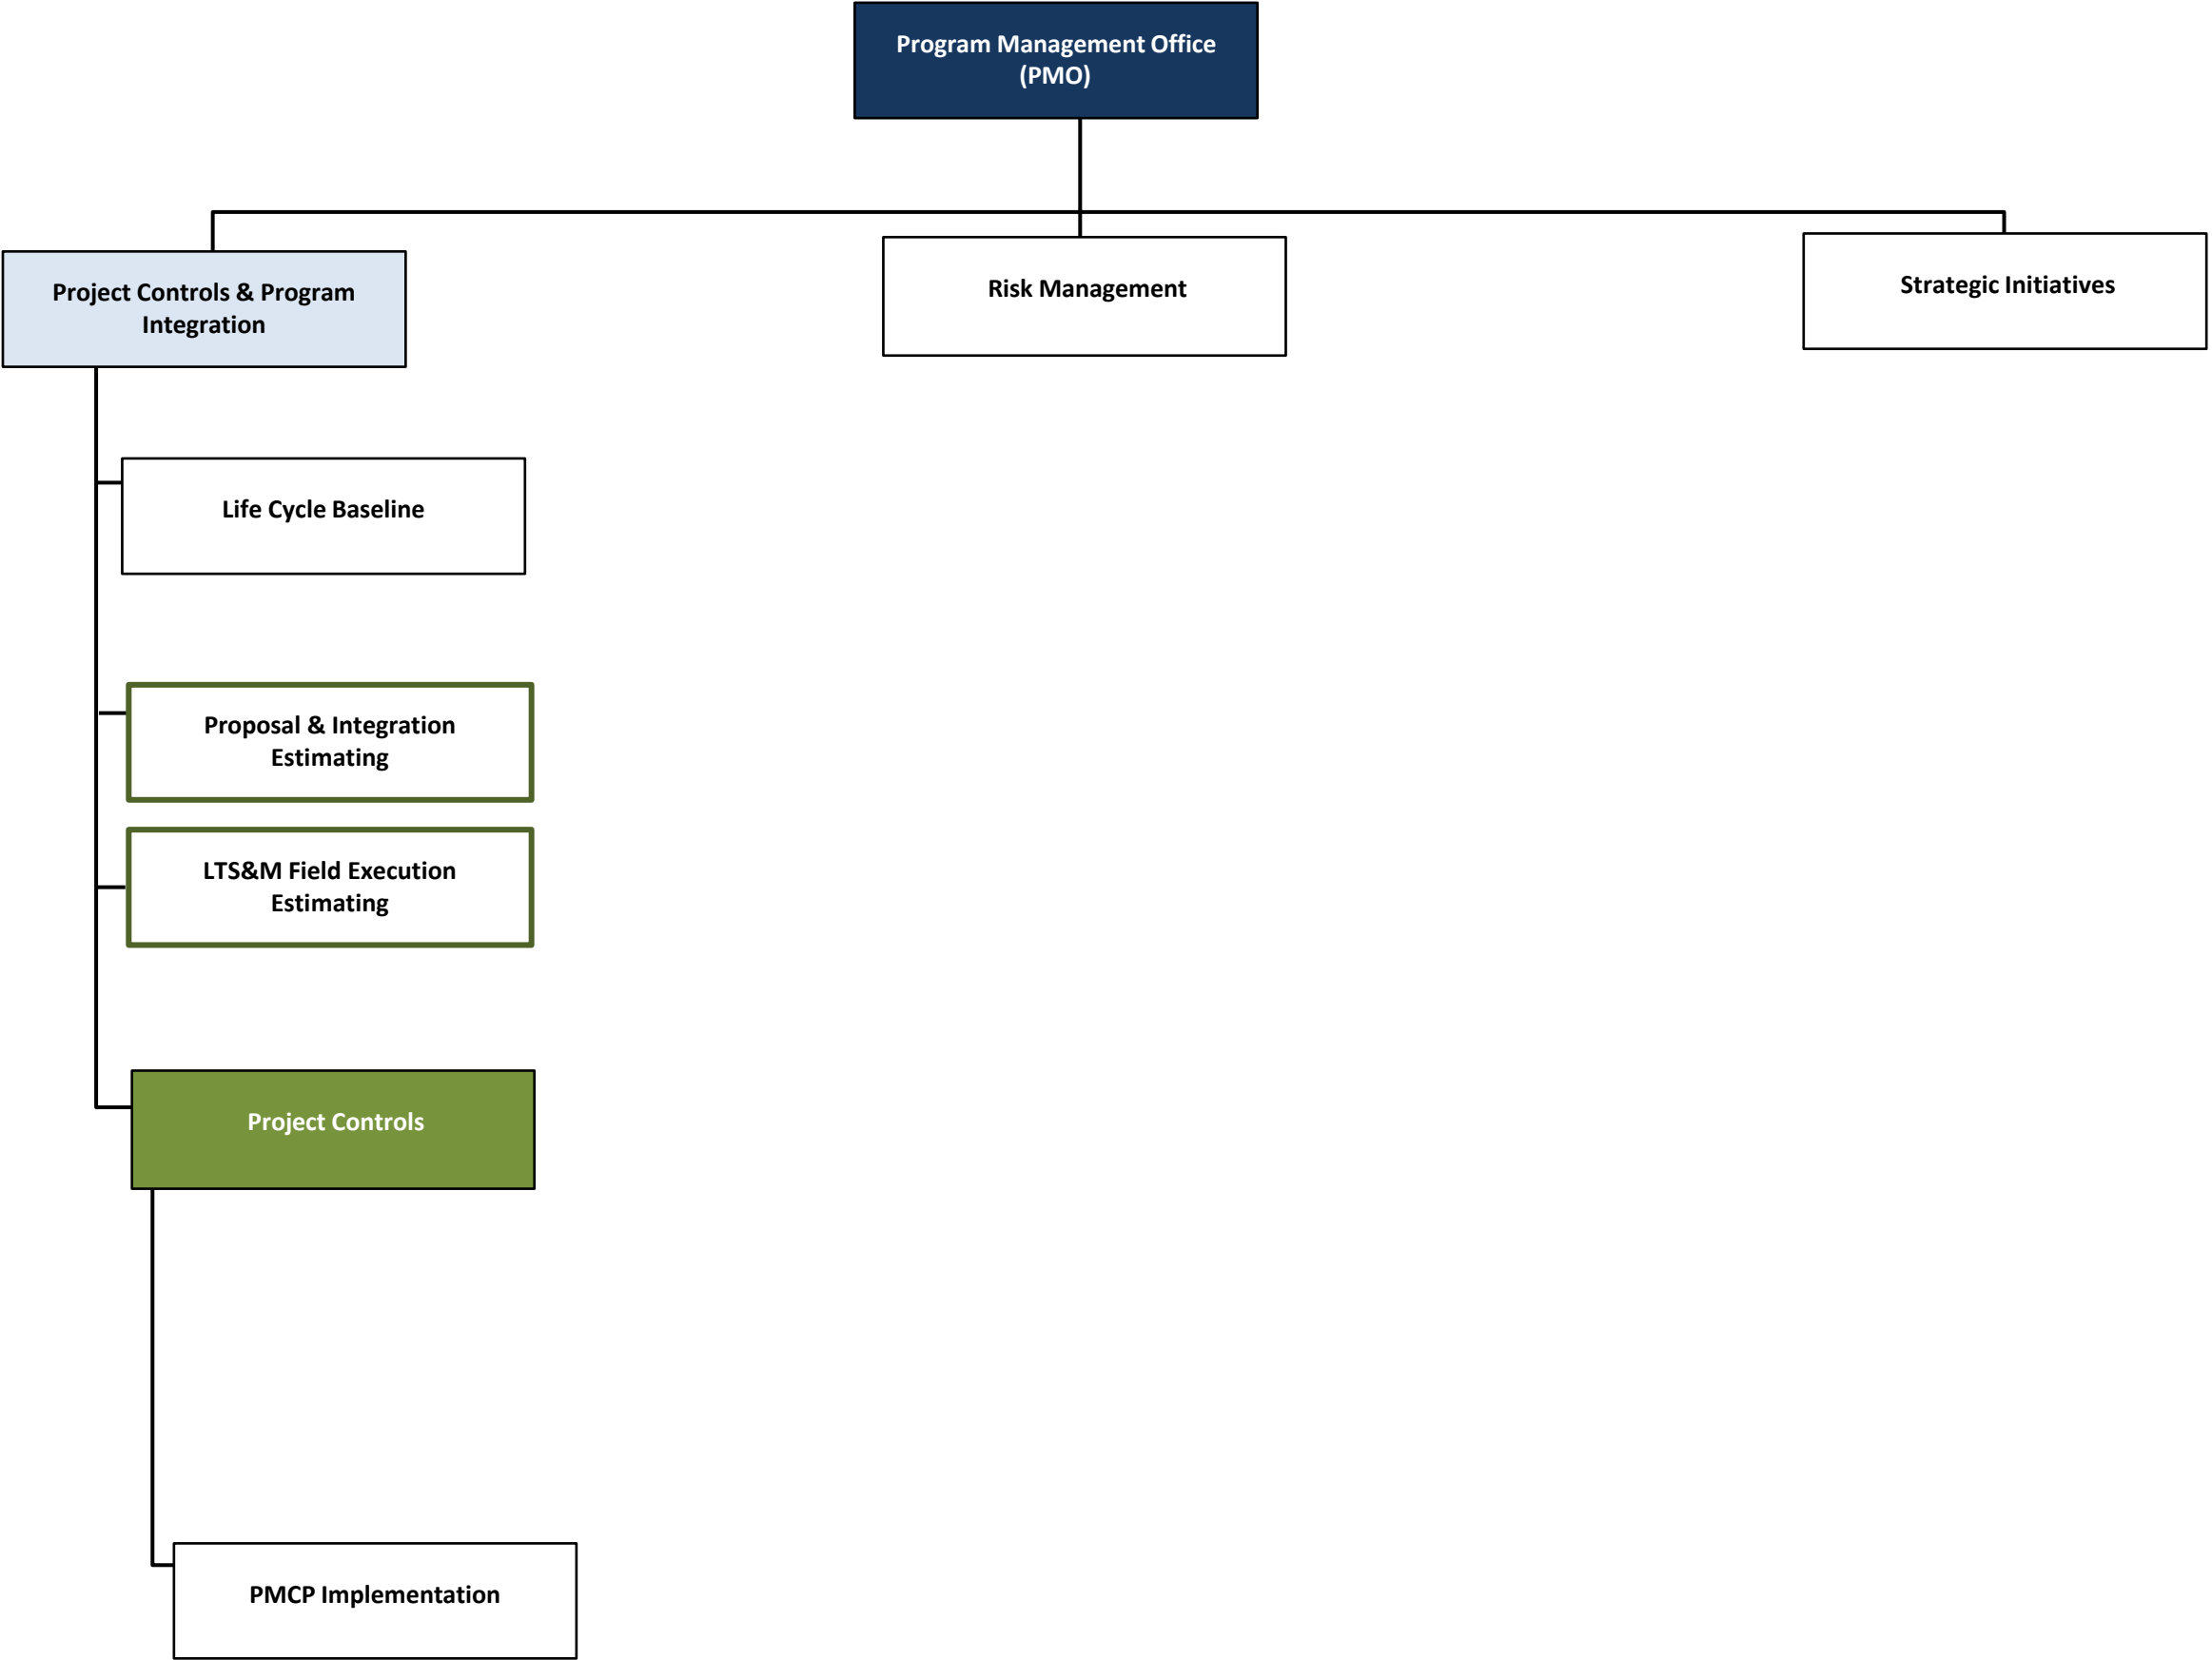 Program Management Office
(PMO)
Project Controls & Program
Integration
Risk Management
Strategic Initiatives
Life Cycle Baseline
Proposal & Integration
Estimating
LTS&M Field Execution
Estimating
Project Controls
PMCP Implementation